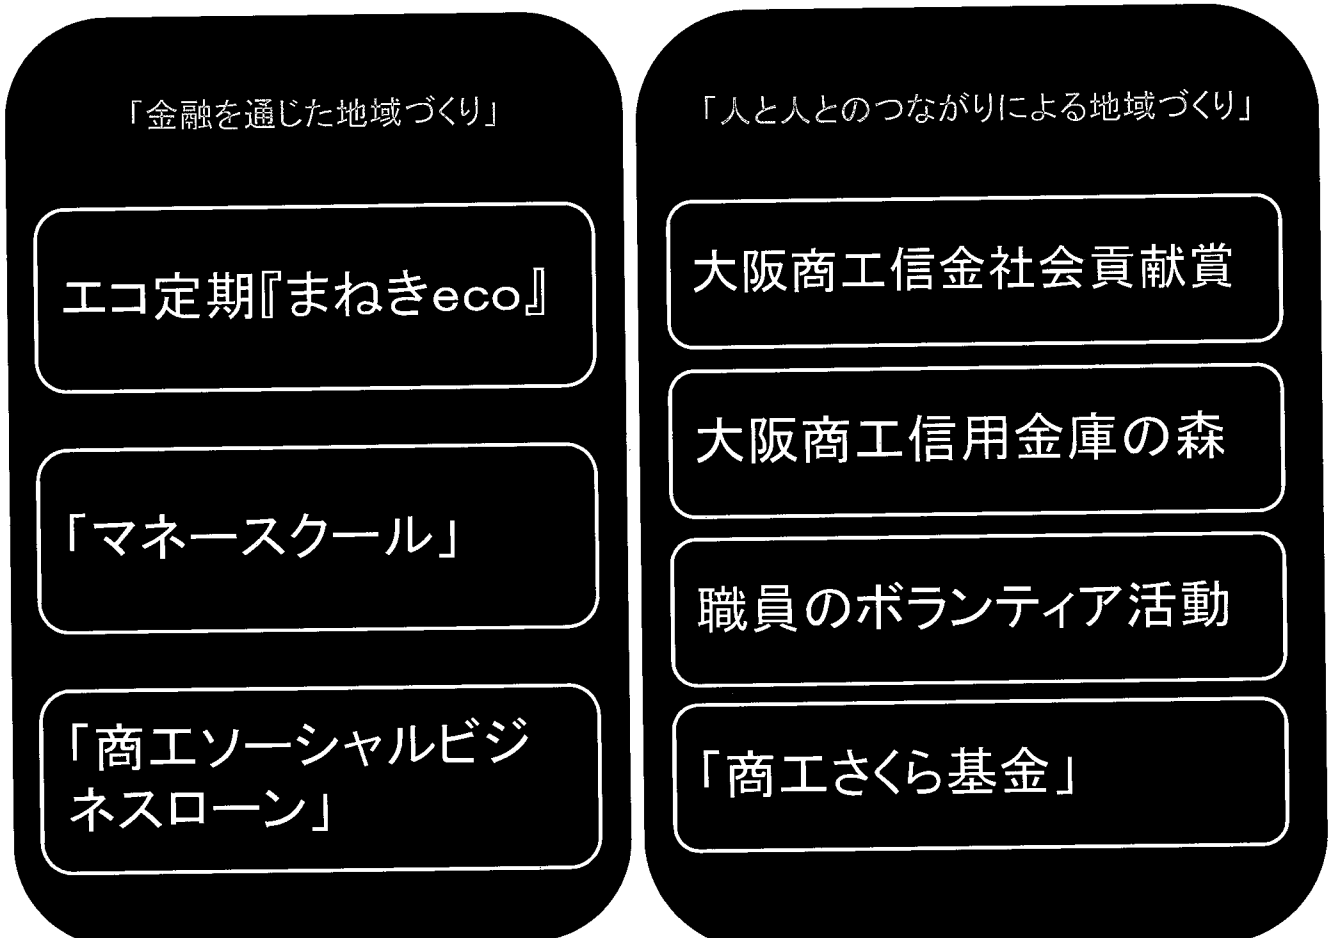 「金融を通じた地域づくり」
エコ定期『まねきeco』
「マネースクール」
「商工ソーシャルビジ
ネスローン」
「人と人とのつながりによる地域づくり」
大阪商工信金社会貢献賞
大阪商工信用金庫の森
職員のボランティア活動
「商工さくら基金」